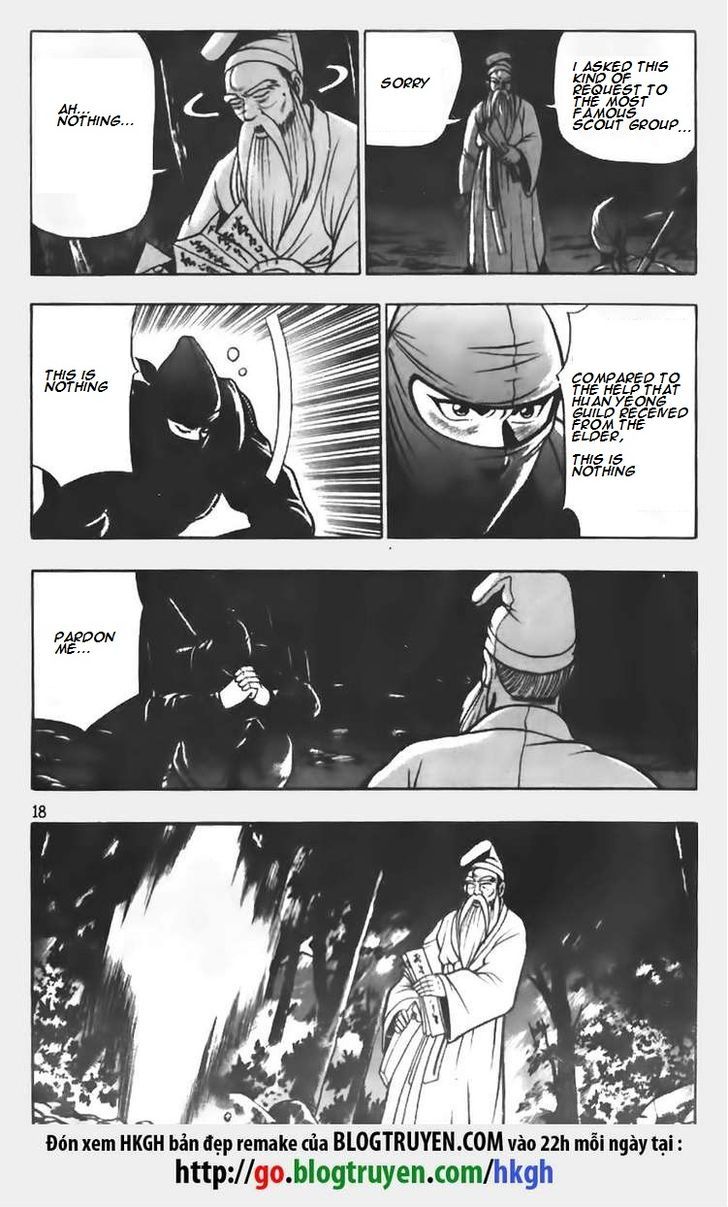 AH...
NOTHING...
SORRY
I ASKED THIS
KIND OF
REQUEST TO
THE MOST
FAMOUS
SCOUT GROUP...
THIS IS
NOTHING
COMPARED TO
THE HELP THAT
HUAN YEONG
GUILD RECEIVED
FROM THE
ELDER,
THIS IS
NOTHING
PARDON
ME...
18
Đón xem HKGH bản đẹp remake của BLOGTRUYEN.COM vào 22h mỗi ngày tại :
http://go.blogtruyen.com/hkgh